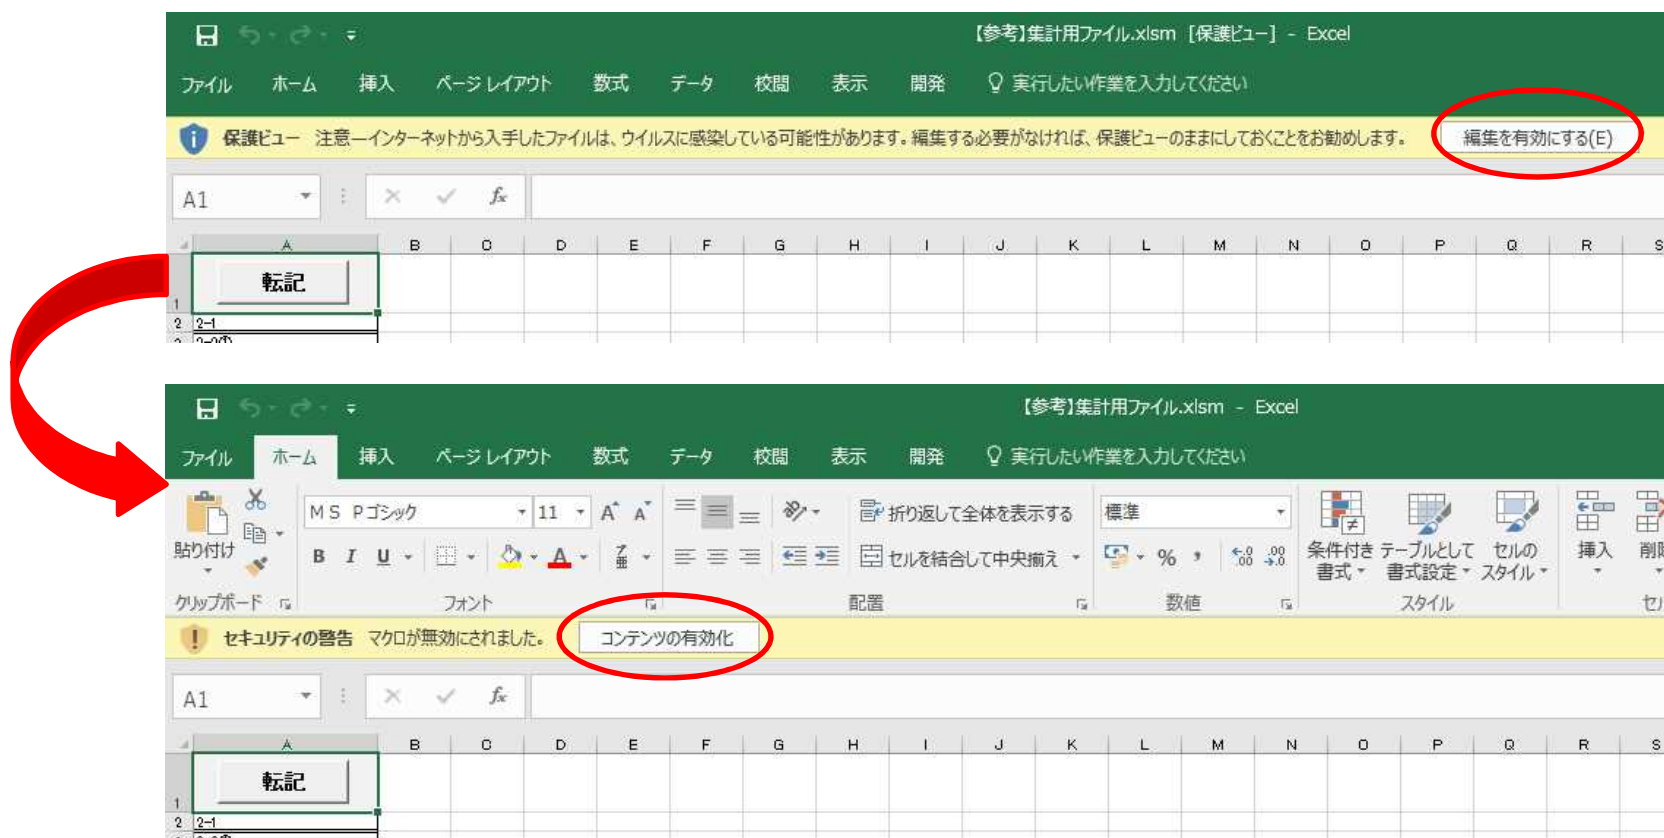 【参考】集計用ファイル.xlsm [保護ビュー] - Excel
ファイル ホーム 挿入 ページ レイアウト 数式 データ 校閲 表示 開発 実行したい作業を入力してください
保護ビュー 注意—インターネットから入手したファイルは、ウイルスに感染している可能性があります。編集する必要がなければ、保護ビューのままにしておくことをお勧めします。 編集を有効にする(E)
A1 fx
A B C D E F G H I J K L M N O P Q R S
転記
1
2 2-1
【参考】集計用ファイル.xlsm - Excel
ファイル ホーム 挿入 ページ レイアウト 数式 データ 校閲 表示 開発 実行したい作業を入力してください
ＭＳ Ｐゴシック 11 A A 折り返して全体を表示する 標準
貼り付け B I U A ア亜 セルを結合して中央揃え % , 条件付き書式 テーブルとして書式設定 セルのスタイル 挿入
クリップボード フォント 配置 数値 スタイル
セキュリティの警告 マクロが無効にされました。 コンテンツの有効化
A1 fx
A B C D E F G H I J K L M N O P Q R S
転記
1
2 2-1